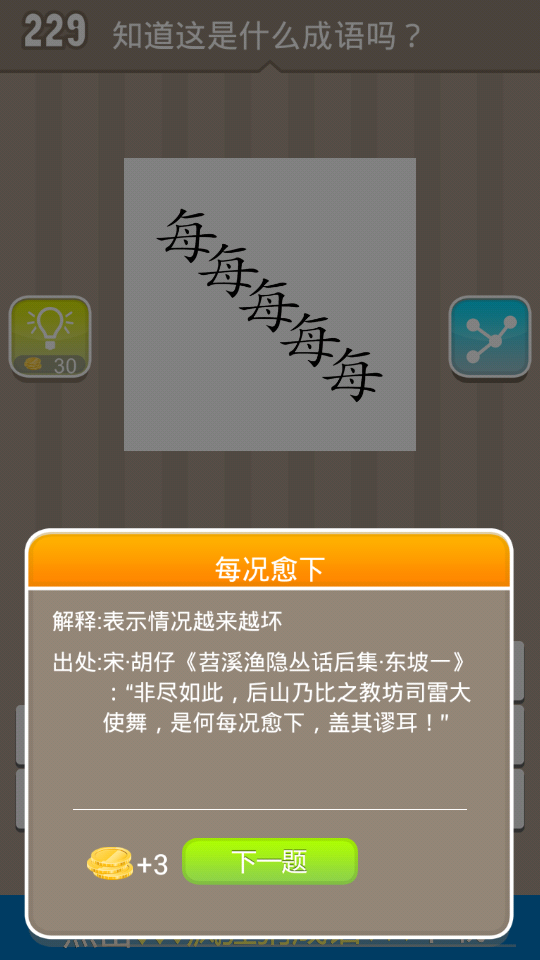 229 知道这是什么成语吗？
每
每
每
每
每
30
每况愈下
解释:表示情况越来越坏
出处:宋·胡仔《苕溪渔隐丛话后集·东坡一》
：“非尽如此，后山乃比之教坊司雷大
使舞，是何每况愈下，盖其谬耳！”
+3 下一题